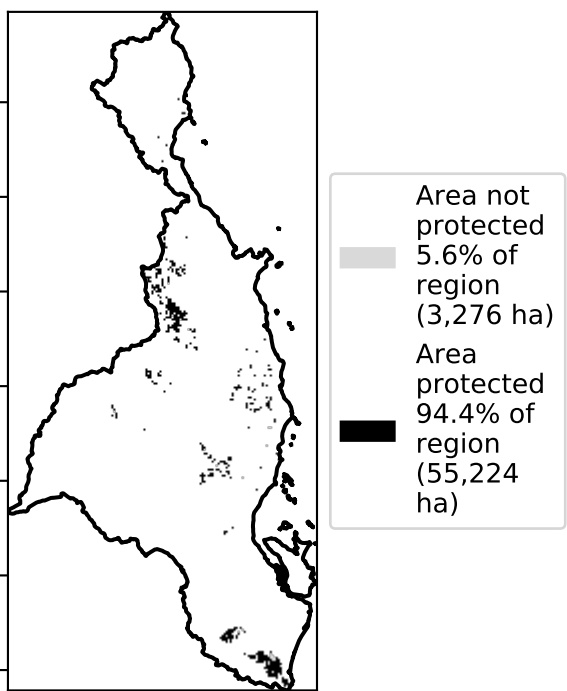 Area not
protected
5.6% of
region
(3,276 ha)
Area
protected
94.4% of
region
(55,224
ha)